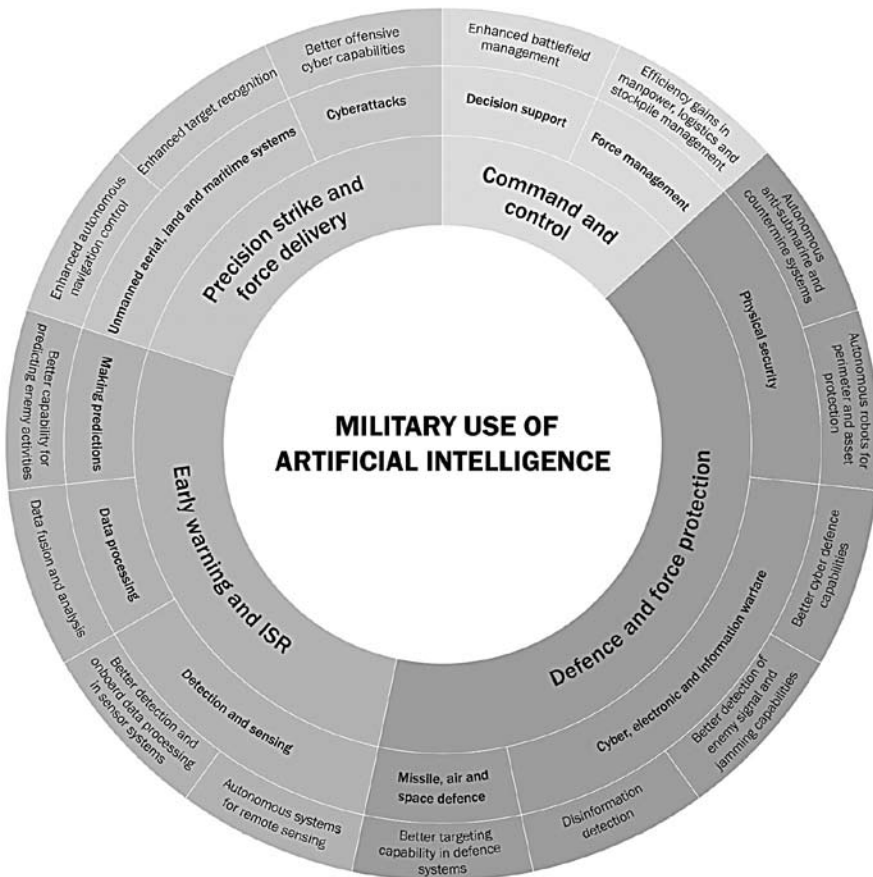 MILITARY USE OF
ARTIFICIAL INTELLIGENCE
Command and
control
Decision support
Enhanced battlefield
management
Force management
Efficiency gains in
manpower, logistics and
stockpile management
Defence and force protection
Physical security
Autonomous
anti-submarine and
countermine systems
Autonomous robots for
perimeter and asset
protection
Cyber, electronic and information warfare
Better cyber defence
capabilities
Better detection of
enemy signal and
jamming capabilities
Disinformation
detection
Missile, air and
space defence
Better targeting
capability in defence
systems
Early warning and ISR
Detection and sensing
Autonomous systems
for remote sensing
Better detection and
onboard data processing
in sensor systems
Data processing
Data fusion and analysis
Making predictions
Better capability for
predicting enemy activities
Precision strike and
force delivery
Unmanned aerial, land and maritime systems
Enhanced autonomous
navigation control
Enhanced target recognition
Cyberattacks
Better offensive
cyber capabilities